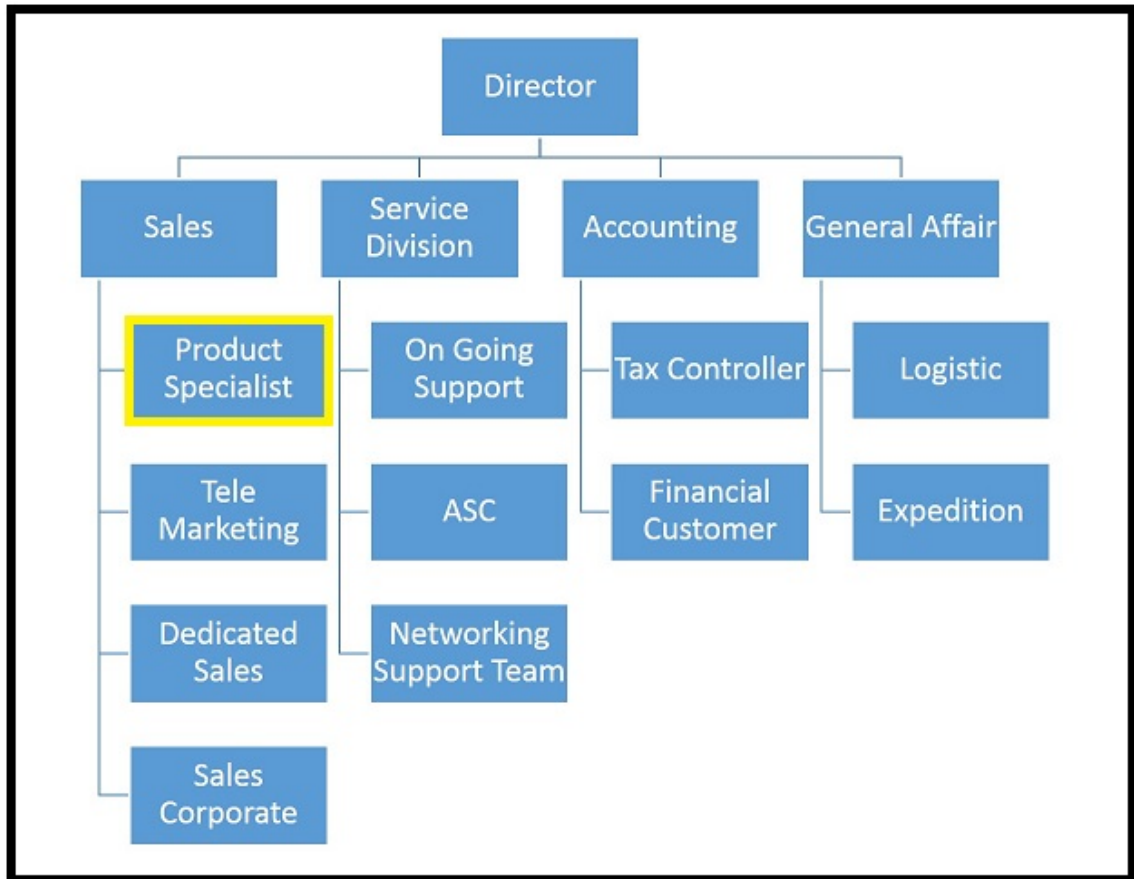 Director
Sales
Service
Division
Accounting
General Affair
Product
Specialist
On Going
Support
Tax Controller
Logistic
Tele
Marketing
ASC
Financial
Customer
Expedition
Dedicated
Sales
Networking
Support Team
Sales
Corporate